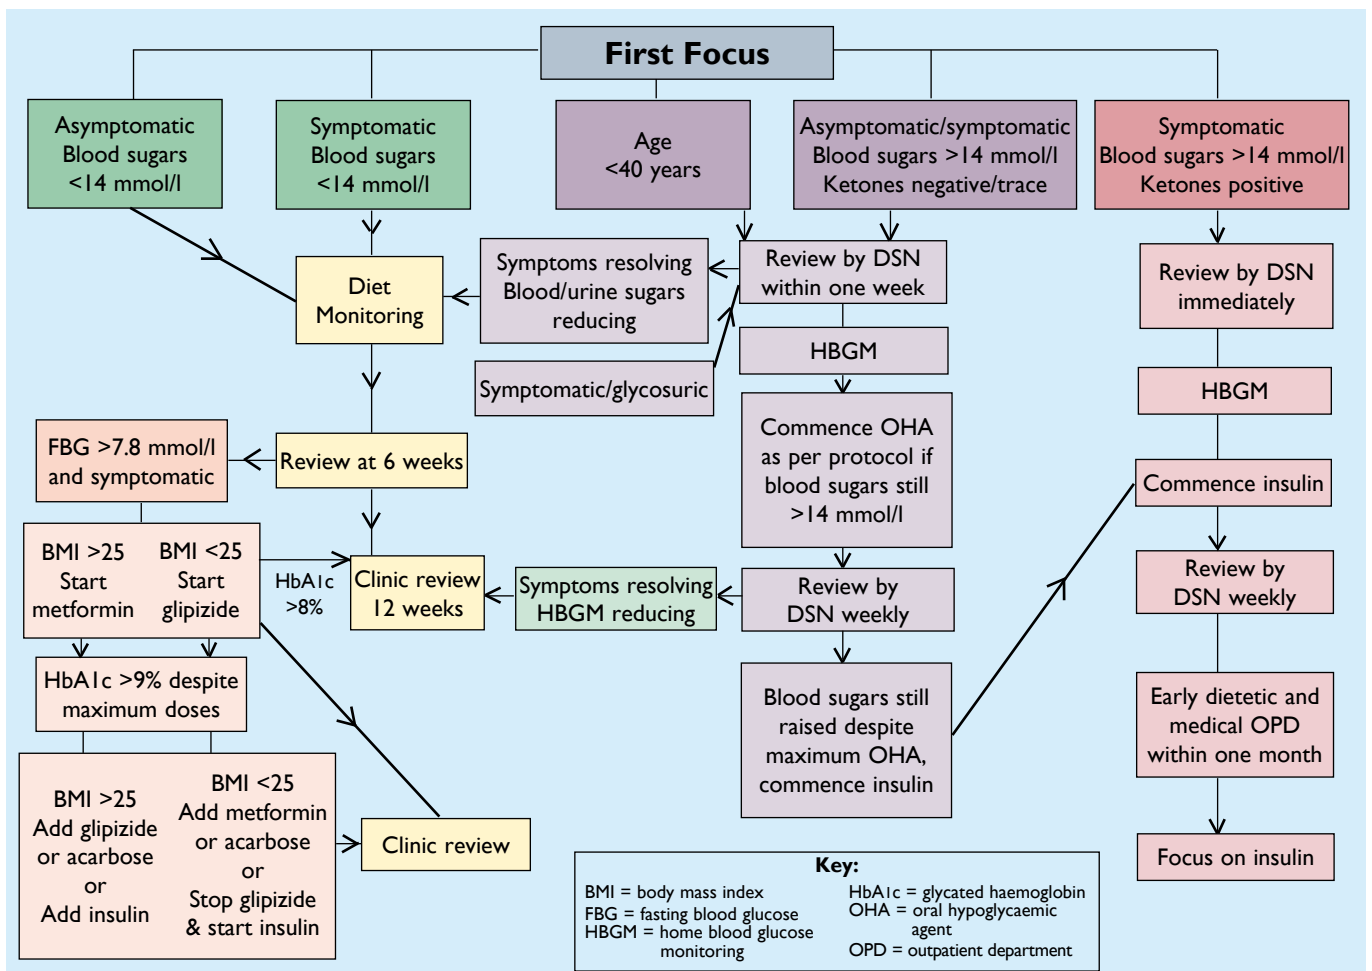 First Focus
Asymptomatic
Blood sugars
<14 mmol/l
Symptomatic
Blood sugars
<14 mmol/l
Age
<40 years
Asymptomatic/symptomatic
Blood sugars >14 mmol/l
Ketones negative/trace
Symptomatic
Blood sugars >14 mmol/l
Ketones positive
Diet
Monitoring
Symptoms resolving
Blood/urine sugars
reducing
Review by DSN
within one week
Review by DSN
immediately
Symptomatic/glycosuric
HBGM
HBGM
FBG >7.8 mmol/l
and symptomatic
Review at 6 weeks
Commence OHA
as per protocol if
blood sugars still
>14 mmol/l
Commence insulin
BMI >25
Start
metformin
BMI <25
Start
glipizide
HbA1c
>8%
Clinic review
12 weeks
Symptoms resolving
HBGM reducing
Review by
DSN weekly
Review by
DSN weekly
HbA1c >9% despite
maximum doses
Blood sugars still
raised despite
maximum OHA,
commence insulin
Early dietetic and
medical OPD
within one month
BMI >25
Add glipizide
or acarbose
or
Add insulin
BMI <25
Add metformin
or acarbose
or
Stop glipizide
& start insulin
Clinic review
Focus on insulin
Key:
BMI = body mass index
FBG = fasting blood glucose
HBGM = home blood glucose
monitoring
HbA1c = glycated haemoglobin
OHA = oral hypoglycaemic
agent
OPD = outpatient department